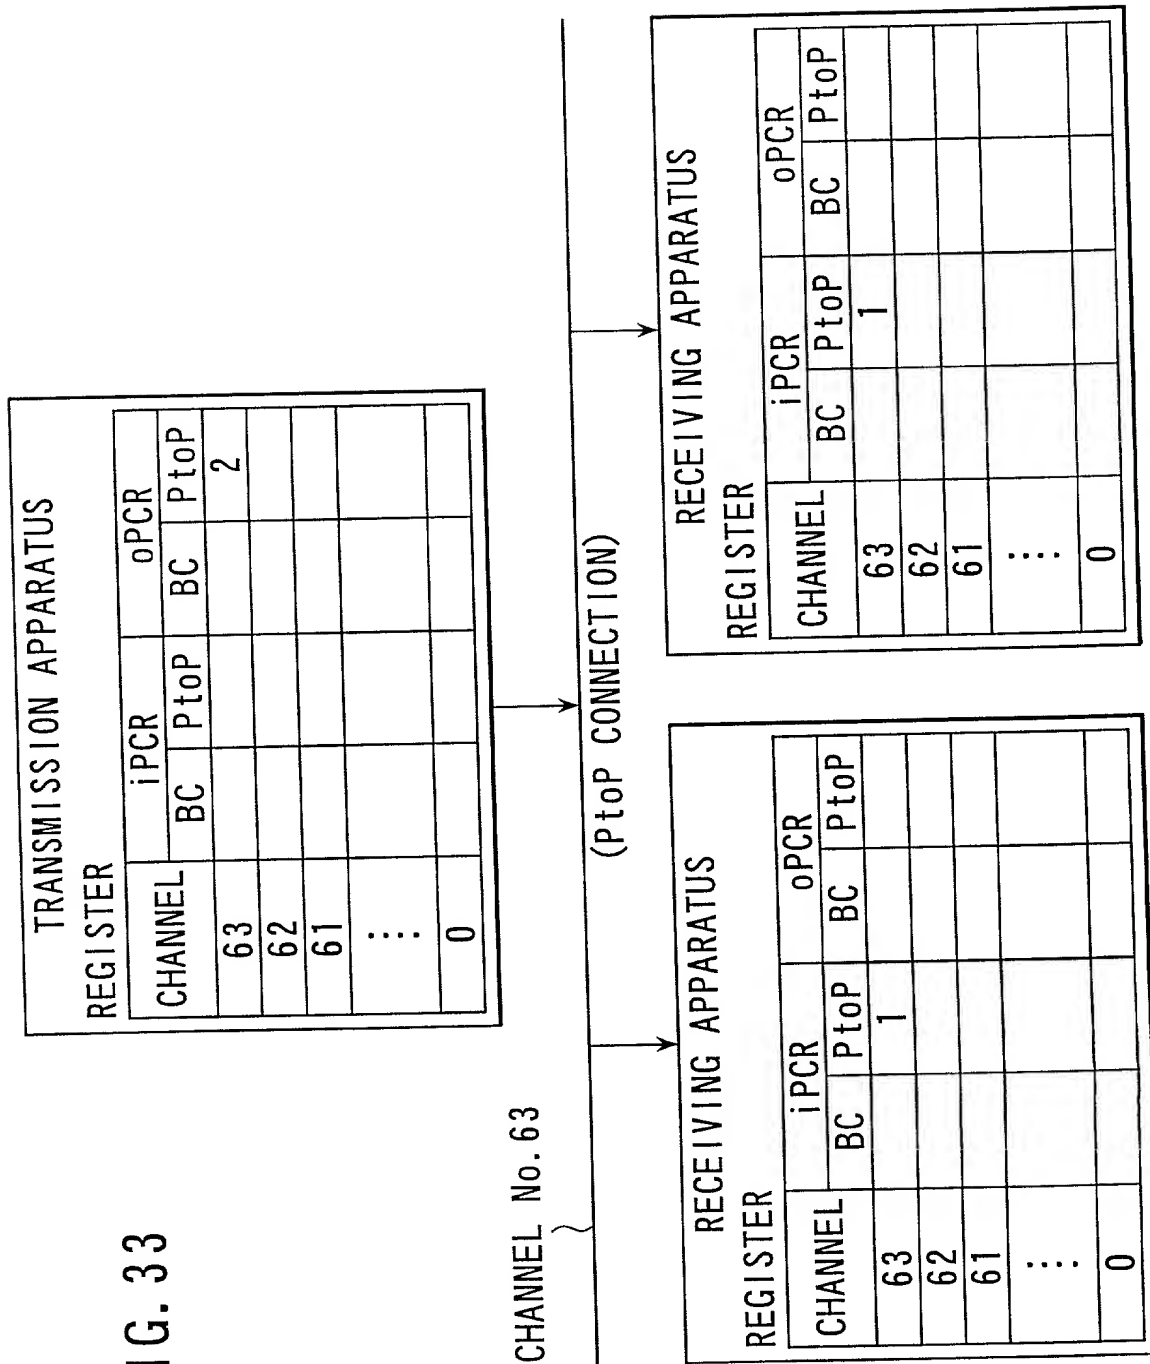 IG. 33
TRANSMISSION APPARATUS
REGISTER
CHANNEL iPCR oPCR
BC PtoP BC PtoP
63 2
62
61
....
0
CHANNEL No. 63
(PtoP CONNECTION)
RECEIVING APPARATUS
REGISTER
CHANNEL iPCR oPCR
BC PtoP BC PtoP
63 1
62
61
....
0
RECEIVING APPARATUS
REGISTER
CHANNEL iPCR oPCR
BC PtoP BC PtoP
63 1
62
61
....
0